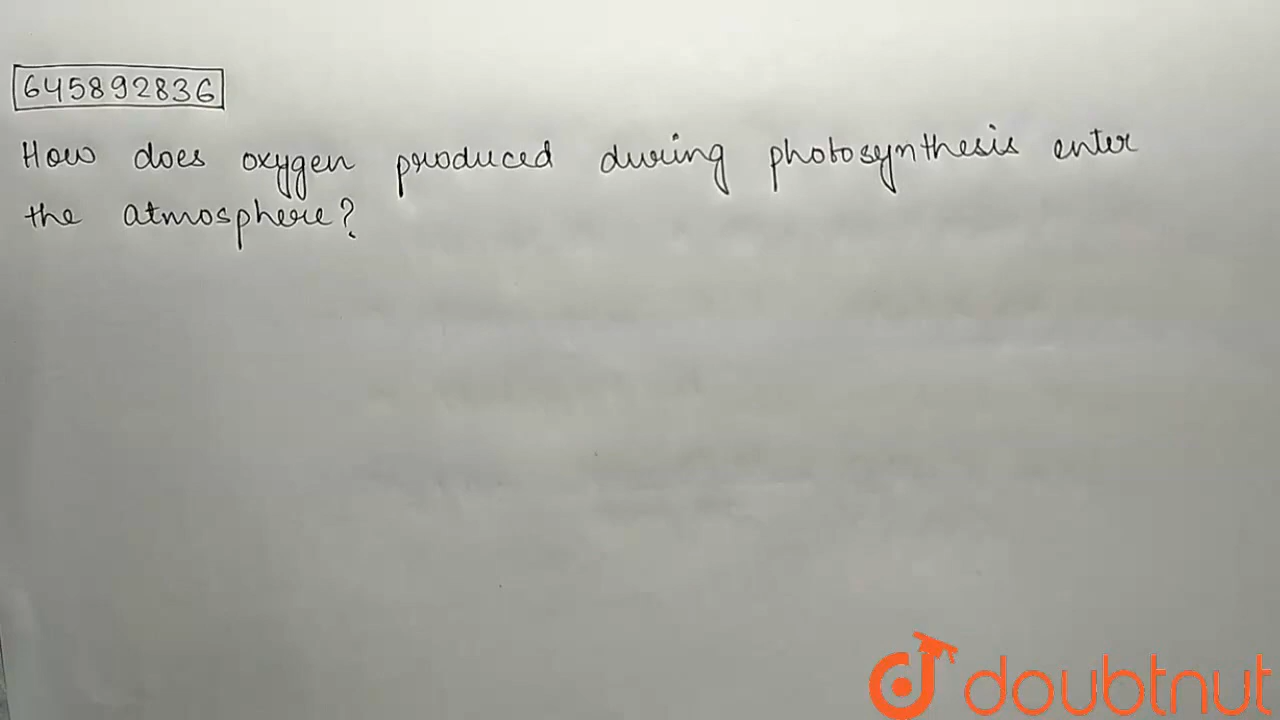 645892836
How does oxygen produced during photosynthesis enter
the atmosphere?
doubtnut